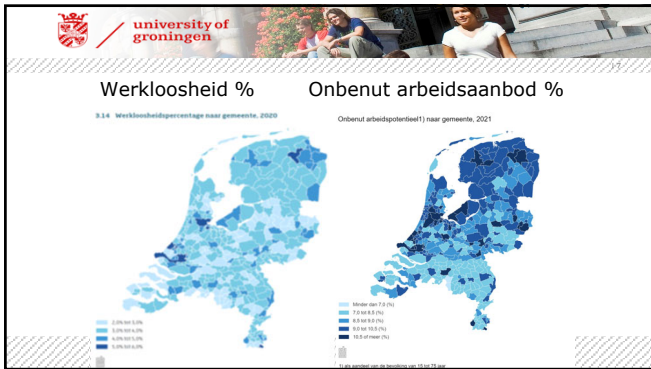 university of
groningen
| 7
Werkloosheid %
Onbenut arbeidsaanbod %
3.14 Werkloosheidspercentage naar gemeente, 2020
Onbenut arbeidspotentieel1) naar gemeente, 2021
Minder dan 7,0 (%)
7,0 tot 8,5 (%)
8,5 tot 9,0 (%)
9,0 tot 10,5 (%)
10,5 of meer (%)
1) als aandeel van de bevolking van 15 tot 75 jaar